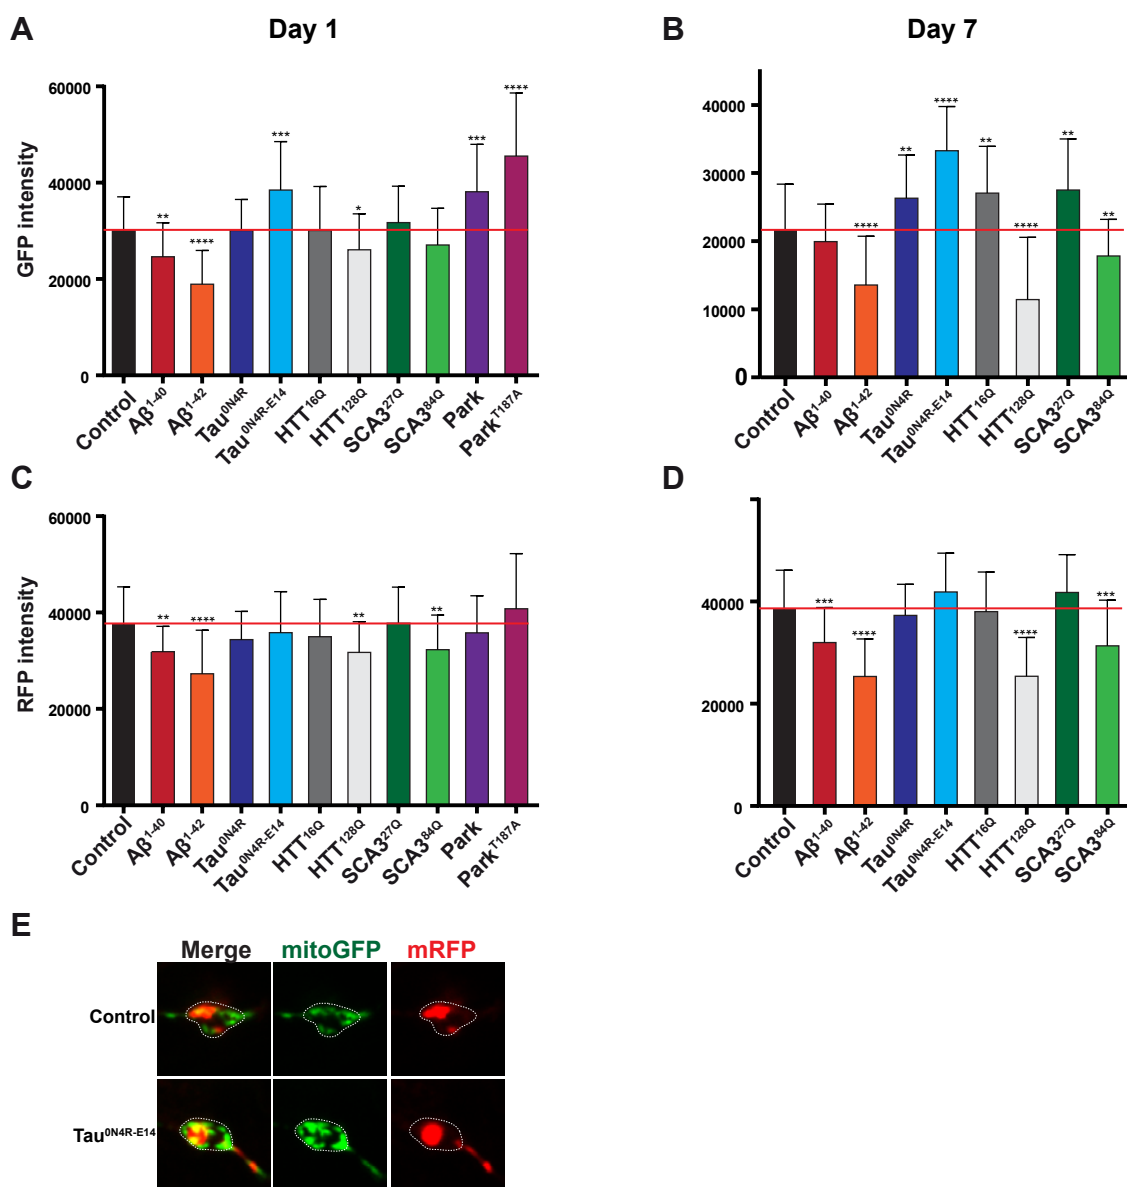 A
Day 1
B
Day 7
GFP intensity
60000
40000
20000
0
** **** *** * *** ****
Control
Aβ1-40
Aβ1-42
Tau0N4R
Tau0N4R-E14
HTT16Q
HTT128Q
SCA327Q
SCA384Q
Park
Park T187A
40000
30000
20000
10000
0
**** ** **** ** **** ** **
Control
Aβ1-40
Aβ1-42
Tau0N4R
Tau0N4R-E14
HTT16Q
HTT128Q
SCA327Q
SCA384Q
C
RFP intensity
60000
40000
20000
0
** **** ** **
Control
Aβ1-40
Aβ1-42
Tau0N4R
Tau0N4R-E14
HTT16Q
HTT128Q
SCA327Q
SCA384Q
Park
Park T187A
D
40000
20000
0
*** **** **** ***
Control
Aβ1-40
Aβ1-42
Tau0N4R
Tau0N4R-E14
HTT16Q
HTT128Q
SCA327Q
SCA384Q
E
Merge mitoGFP mRFP
Control
Tau0N4R-E14